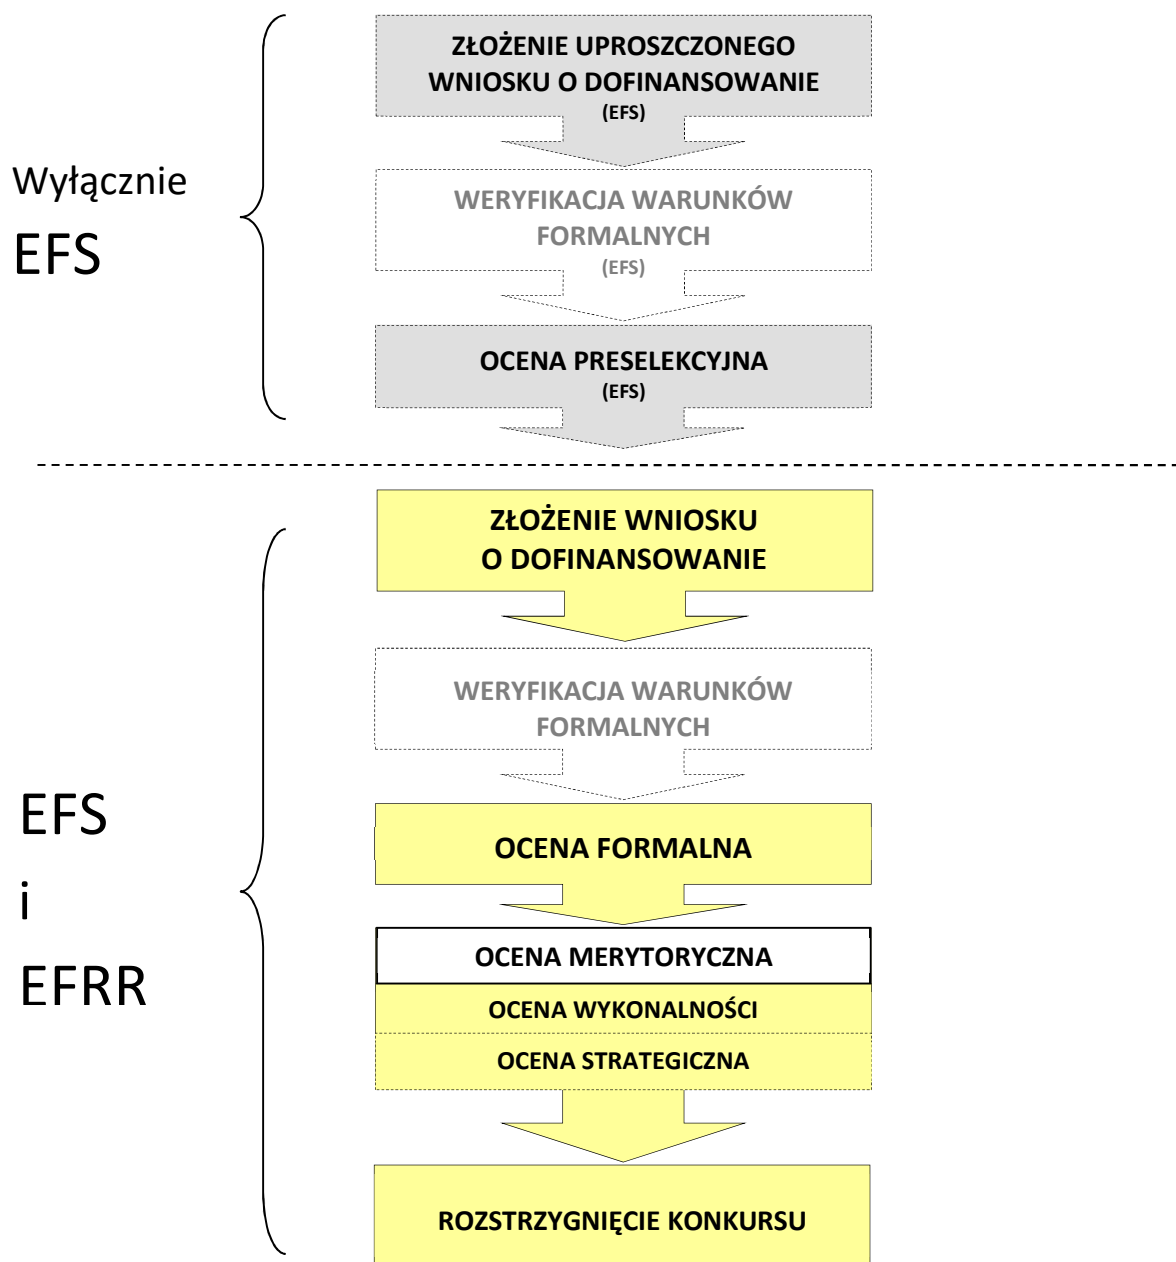 ZŁOŻENIE UPROSZCZONEGO
WNIOSKU O DOFINANSOWANIE
(EFS)
Wyłącznie
EFS
WERYFIKACJA WARUNKÓW
FORMALNYCH
(EFS)
OCENA PRESELEKCYJNA
(EFS)
ZŁOŻENIE WNIOSKU
O DOFINANSOWANIE
WERYFIKACJA WARUNKÓW
FORMALNYCH
EFS
i
EFRR
OCENA FORMALNA
OCENA MERYTORYCZNA
OCENA WYKONALNOŚCI
OCENA STRATEGICZNA
ROZSTRZYGNIĘCIE KONKURSU